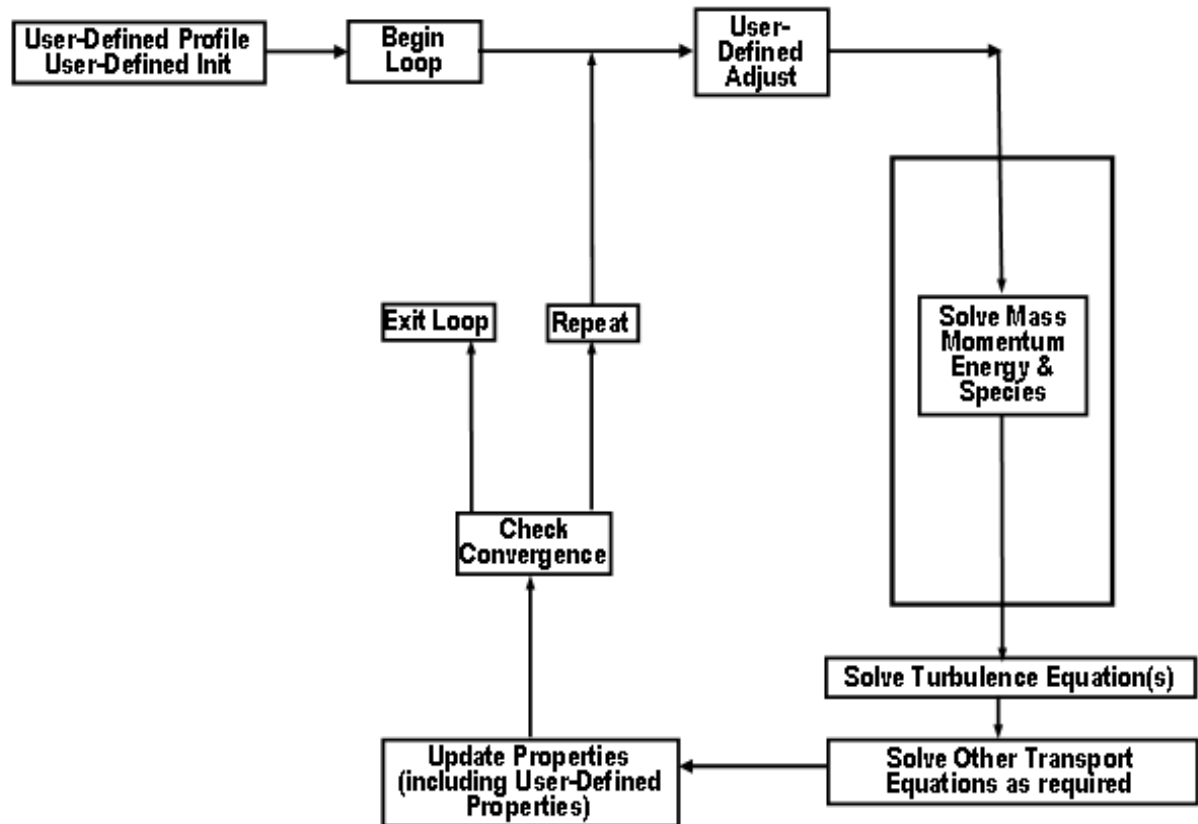 User-Defined Profile
User-Defined Init
Begin
Loop
User-
Defined
Adjust
Solve Mass
Momentum
Energy &
Species
Exit Loop
Repeat
Check
Convergence
Solve Turbulence Equation(s)
Solve Other Transport
Equations as required
Update Properties
(including User-Defined
Properties)